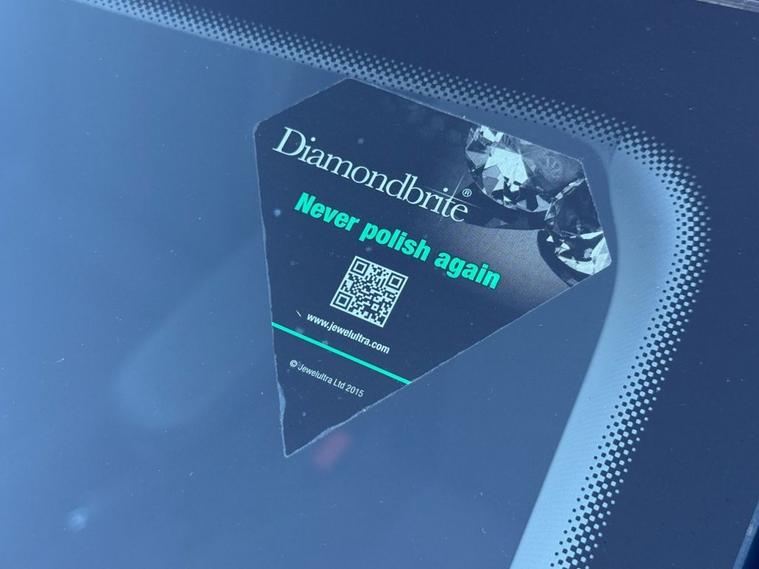 Diamondbrite®
Never polish again
www.jewelultra.com
© Jewelultra Ltd 2015